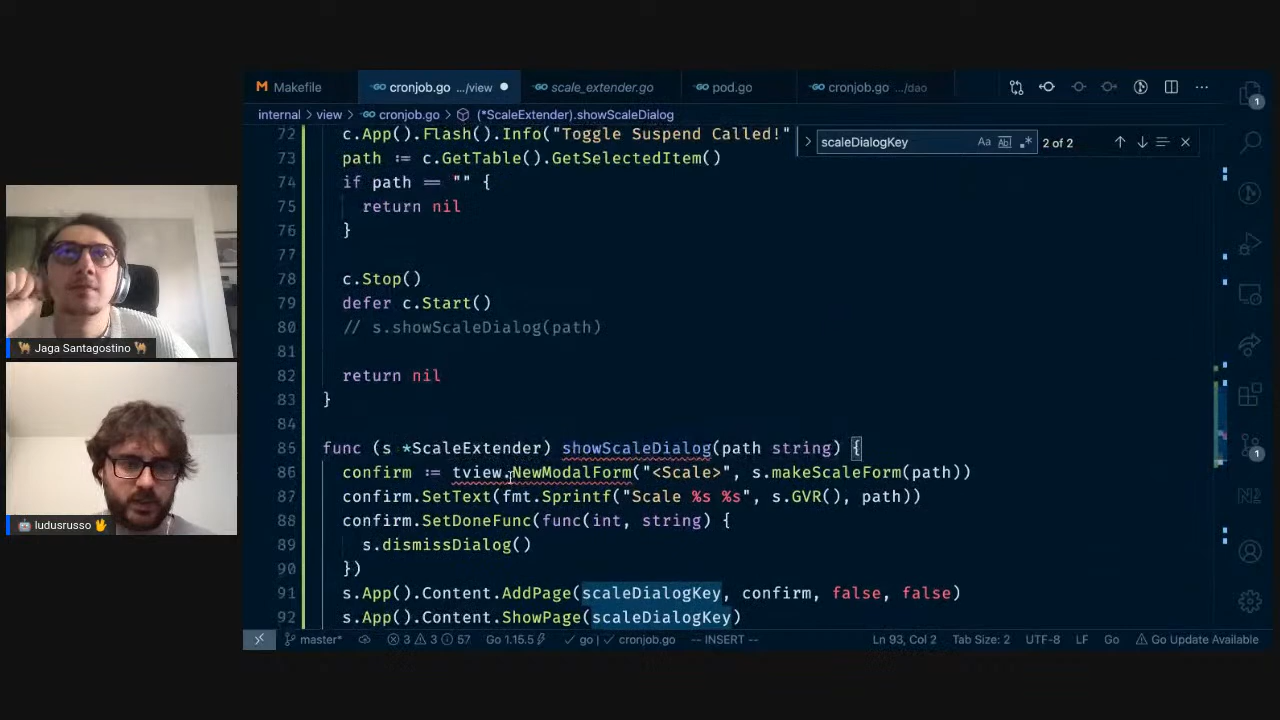 Makefile
cronjob.go .../view
scale_extender.go
pod.go
cronjob.go .../dao
internal > view > cronjob.go > (*ScaleExtender).showScaleDialog
scaleDialogKey
Aa
ab
2 of 2
72 c.App().Flash().Info("Toggle Suspend Called!"
73 path := c.GetTable().GetSelectedItem()
74 if path == "" {
75 return nil
76 }
77
78 c.Stop()
79 defer c.Start()
80 // s.showScaleDialog(path)
81
82 return nil
83 }
84
85 func (s *ScaleExtender) showScaleDialog(path string) {
86 confirm := tview.NewModalForm("<Scale>", s.makeScaleForm(path))
87 confirm.SetText(fmt.Sprintf("Scale %s %s", s.GVR(), path))
88 confirm.SetDoneFunc(func(int, string) {
89 s.dismissDialog()
90 })
91 s.App().Content.AddPage(scaleDialogKey, confirm, false, false)
92 s.App().Content.ShowPage(scaleDialogKey)
master* 3 3 57 Go 1.15.5 go | cronjob.go -- INSERT -- Ln 93, Col 2 Tab Size: 2 UTF-8 LF Go Go Update Available
1
1
1
N2
🐫 Jaga Santagostino 🐫
🤖 ludusrusso 🖖